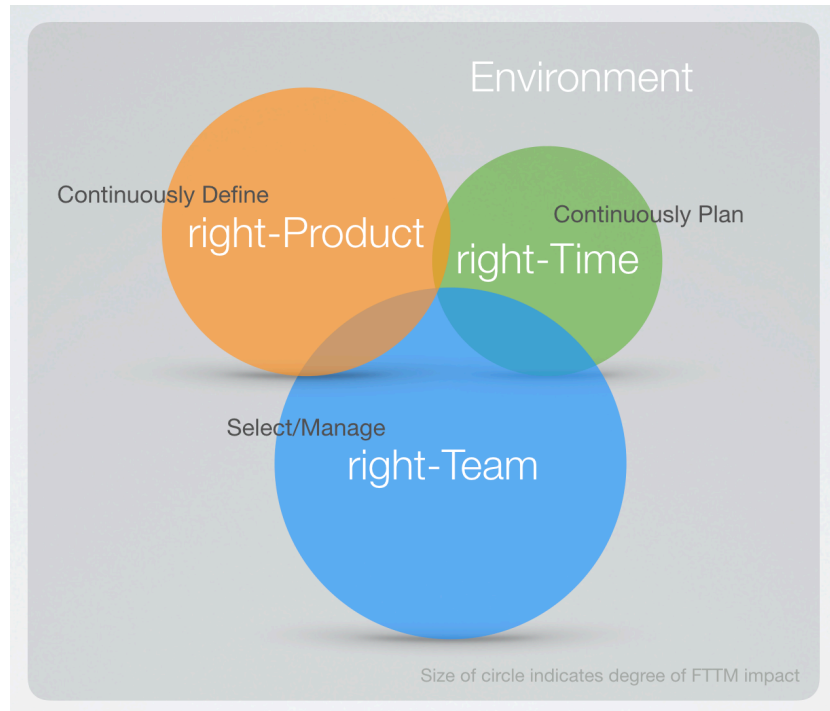 Environment
Continuously Define
right-Product
Continuously Plan
right-Time
Select/Manage
right-Team
Size of circle indicates degree of FTTM impact